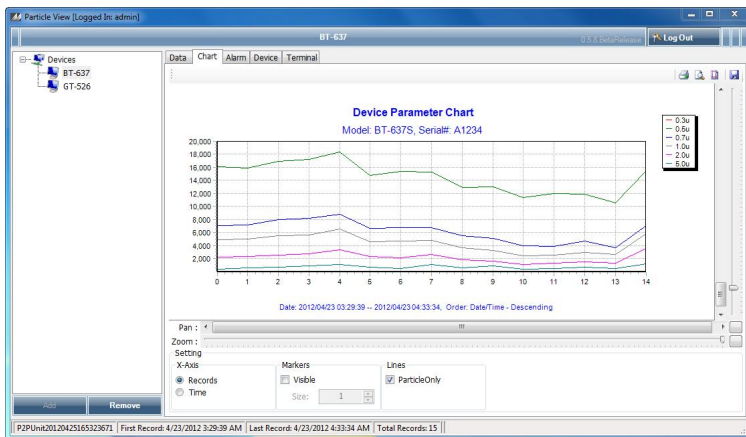 Particle View [Logged In: admin]
BT-637
0.5.6 BetaRelease
Log Out
Devices
BT-637
GT-526
Data Chart Alarm Device Terminal
Device Parameter Chart
Model: BT-637S, Serial#: A1234
20,000
18,000
16,000
14,000
12,000
10,000
8,000
6,000
4,000
2,000
0 1 2 3 4 5 6 7 8 9 10 11 12 13 14
0.3u
0.5u
0.7u
1.0u
2.0u
5.0u
Date: 2012/04/23 03:29:39 -- 2012/04/23 04:33:34, Order: Date/Time - Descending
Pan :
Zoom :
Setting
X-Axis
Records
Time
Markers
Visible
Size: 1
Lines
ParticleOnly
Add Remove
P2PUnit20120425165323671 First Record: 4/23/2012 3:29:39 AM Last Record: 4/23/2012 4:33:34 AM Total Records: 15